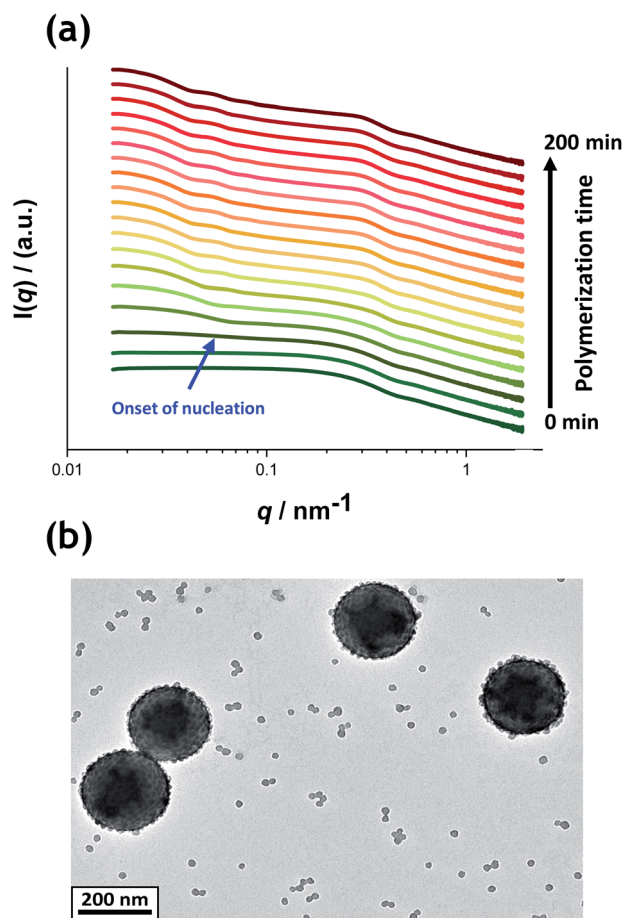 (a)
I(q) / (a.u.)
200 min
Polymerization time
0 min
Onset of nucleation
0.01
0.1
1
q / nm-1
(b)
200 nm